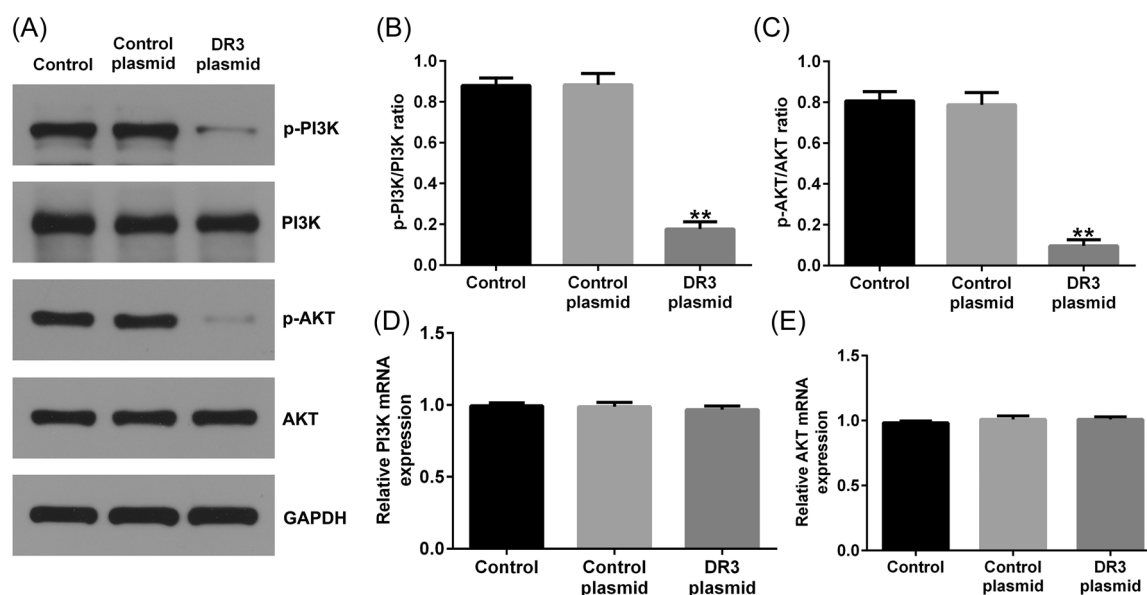 (A)
Control
Control
plasmid
DR3
plasmid
p-PI3K
PI3K
p-AKT
AKT
GAPDH
(B)
p-PI3K/PI3K ratio
1.0
0.8
0.6
0.4
0.2
0.0
**
Control
Control
plasmid
DR3
plasmid
(C)
p-AKT/AKT ratio
1.0
0.8
0.6
0.4
0.2
0.0
**
Control
Control
plasmid
DR3
plasmid
(D)
Relative PI3K mRNA
expression
1.5
1.0
0.5
0.0
Control
Control
plasmid
DR3
plasmid
(E)
Relative AKT mRNA
expression
1.5
1.0
0.5
0.0
Control
Control
plasmid
DR3
plasmid